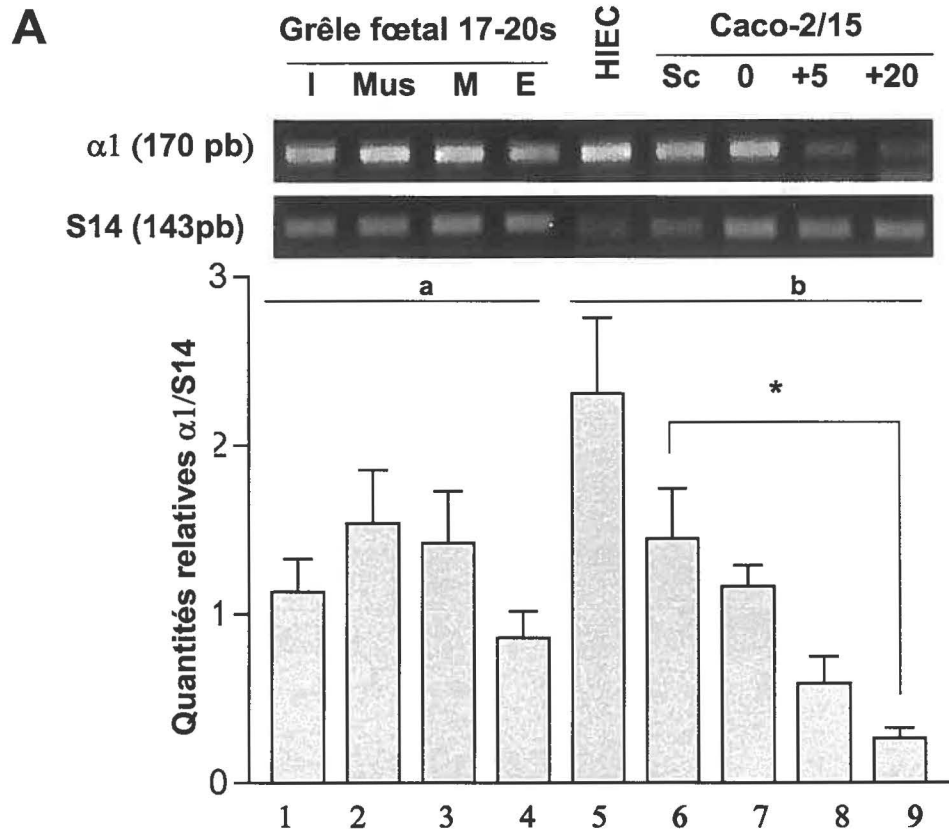 A
Grêle fœtal 17-20s
HIEC
Caco-2/15
I Mus M E
Sc 0 +5 +20
α1 (170 pb)
S14 (143pb)
3
a
b
*
2
1
0
Quantités relatives α1/S14
1 2 3 4 5 6 7 8 9